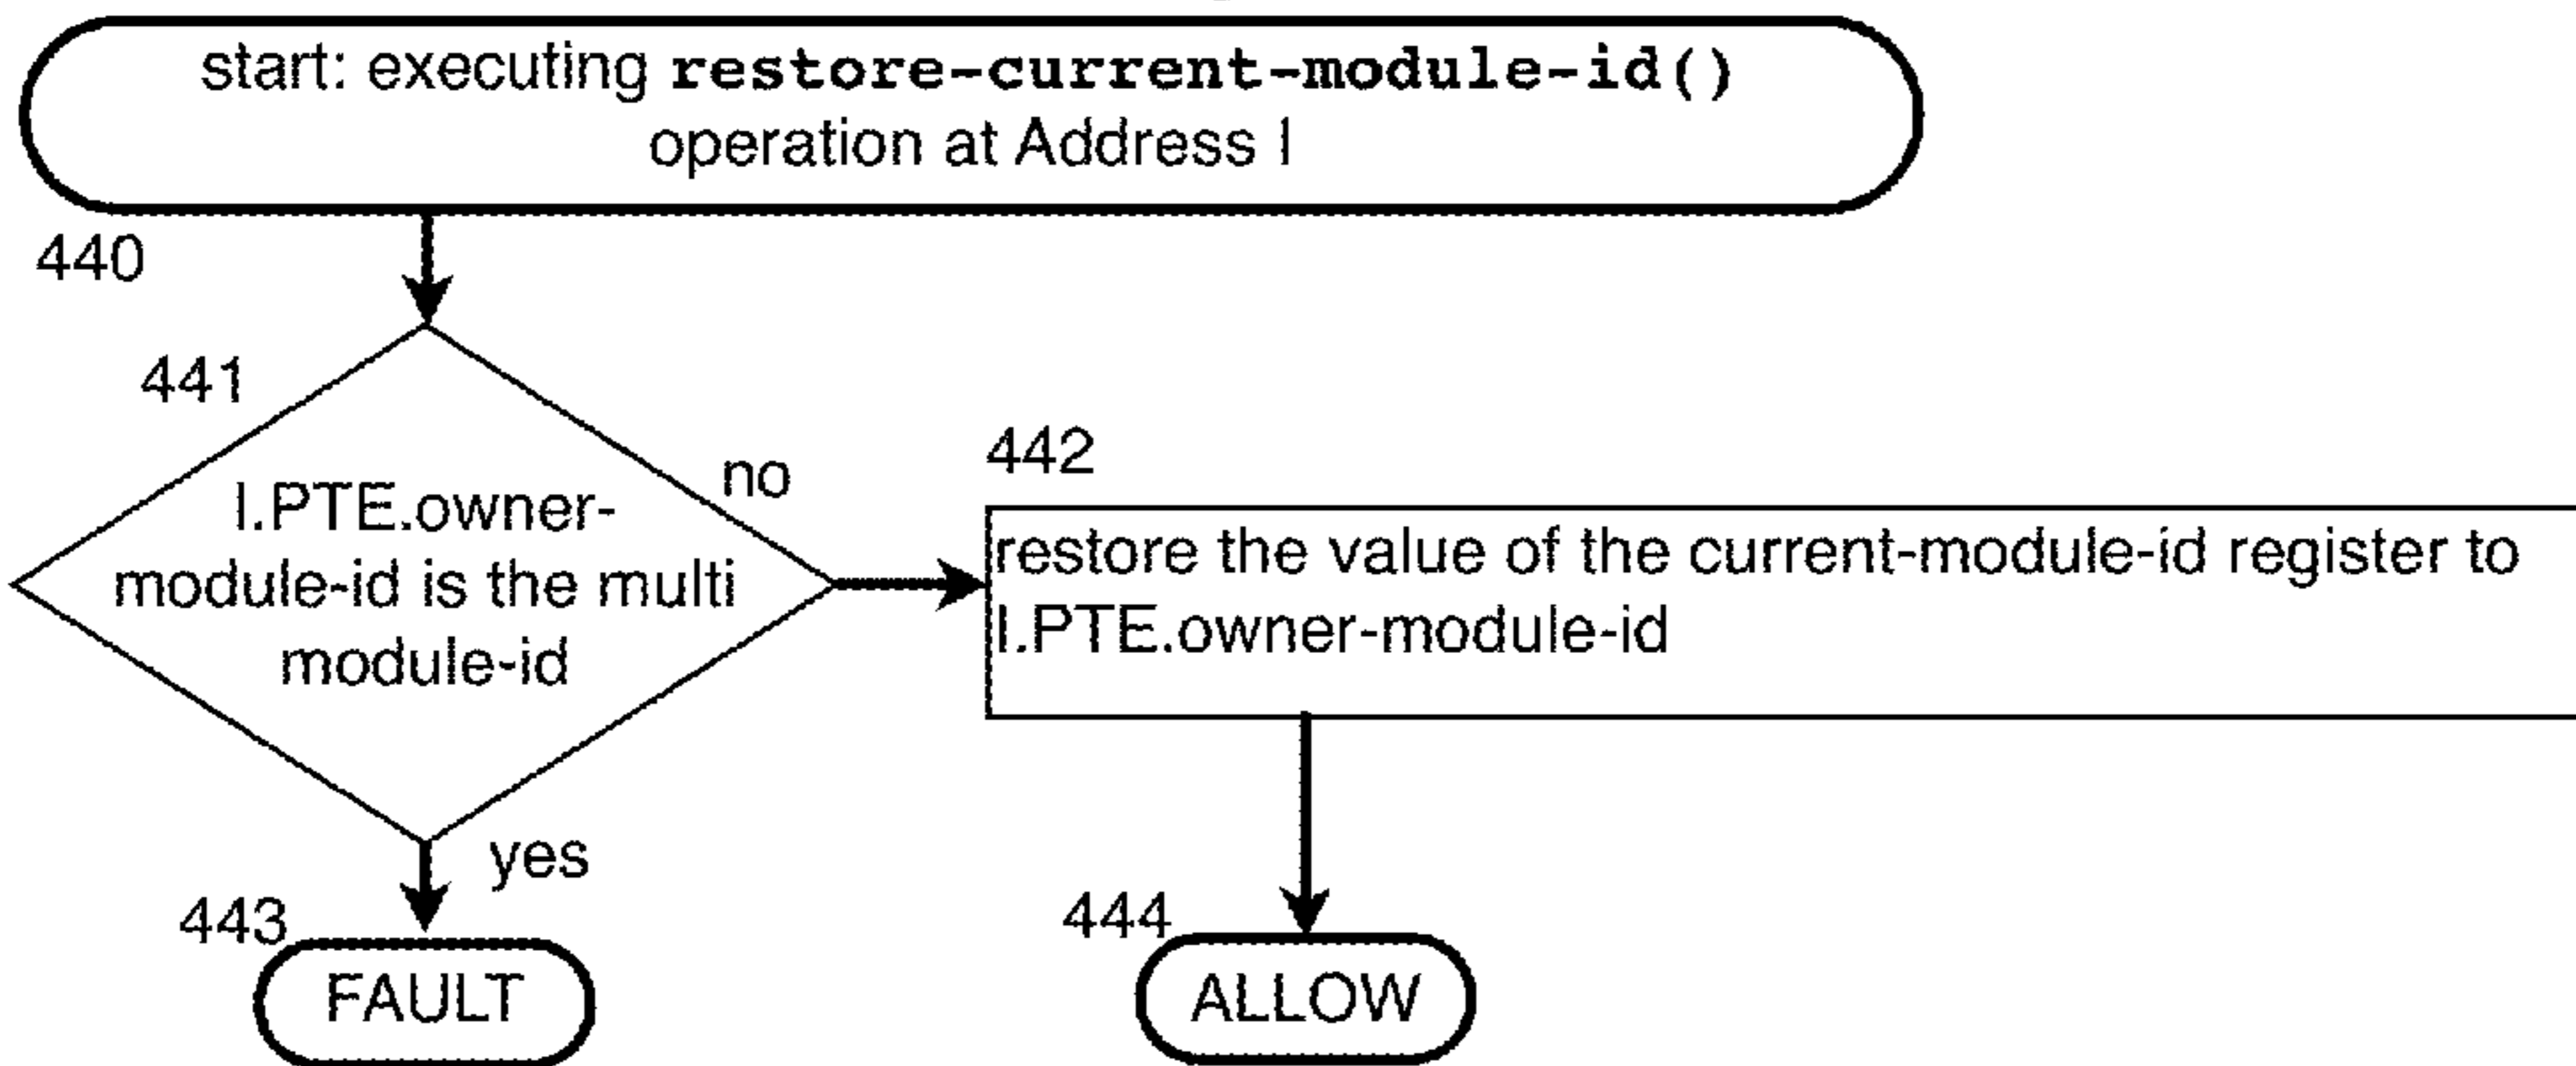 start: executing restore-current-module-id()
operation at Address I
440
441
I.PTE.owner-
module-id is the multi
module-id
no
442
restore the value of the current-module-id register to
I.PTE.owner-module-id
yes
443
FAULT
444
ALLOW